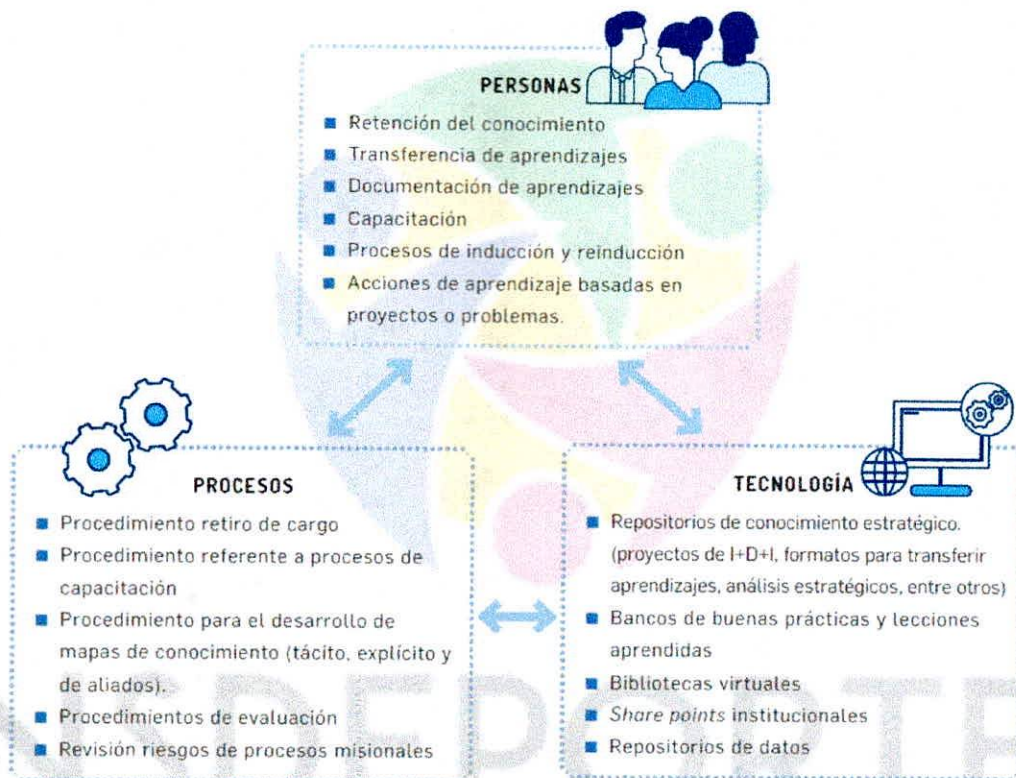 PERSONAS
■ Retención del conocimiento
■ Transferencia de aprendizajes
■ Documentación de aprendizajes
■ Capacitación
■ Procesos de inducción y reinducción
■ Acciones de aprendizaje basadas en
proyectos o problemas.
PROCESOS
■ Procedimiento retiro de cargo
■ Procedimiento referente a procesos de
capacitación
■ Procedimiento para el desarrollo de
mapas de conocimiento (tácito, explícito y
de aliados).
■ Procedimientos de evaluación
■ Revisión riesgos de procesos misionales
TECNOLOGÍA
■ Repositorios de conocimiento estratégico.
(proyectos de I+D+I, formatos para transferir
aprendizajes, análisis estratégicos, entre otros)
■ Bancos de buenas prácticas y lecciones
aprendidas
■ Bibliotecas virtuales
■ Share points institucionales
■ Repositorios de datos